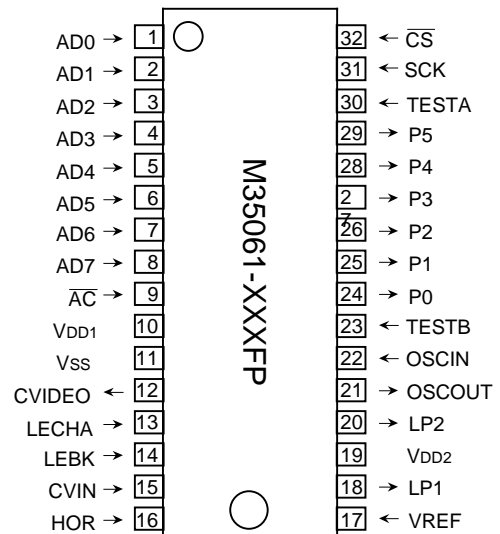 AD0 → 1 32 ← CS
AD1 → 2 31 ← SCK
AD2 → 3 30 ← TESTA
AD3 → 4 29 → P5
AD4 → 5 28 → P4
AD5 → 6 27 → P3
AD6 → 7 26 → P2
AD7 → 8 25 → P1
AC → 9 24 → P0
VDD1 10 23 ← TESTB
VSS 11 22 ← OSCIN
CVIDEO ← 12 21 → OSCOUT
LECHA → 13 20 → LP2
LEBK → 14 19 VDD2
CVIN → 15 18 → LP1
HOR → 16 17 ← VREF
M35061-XXXFP